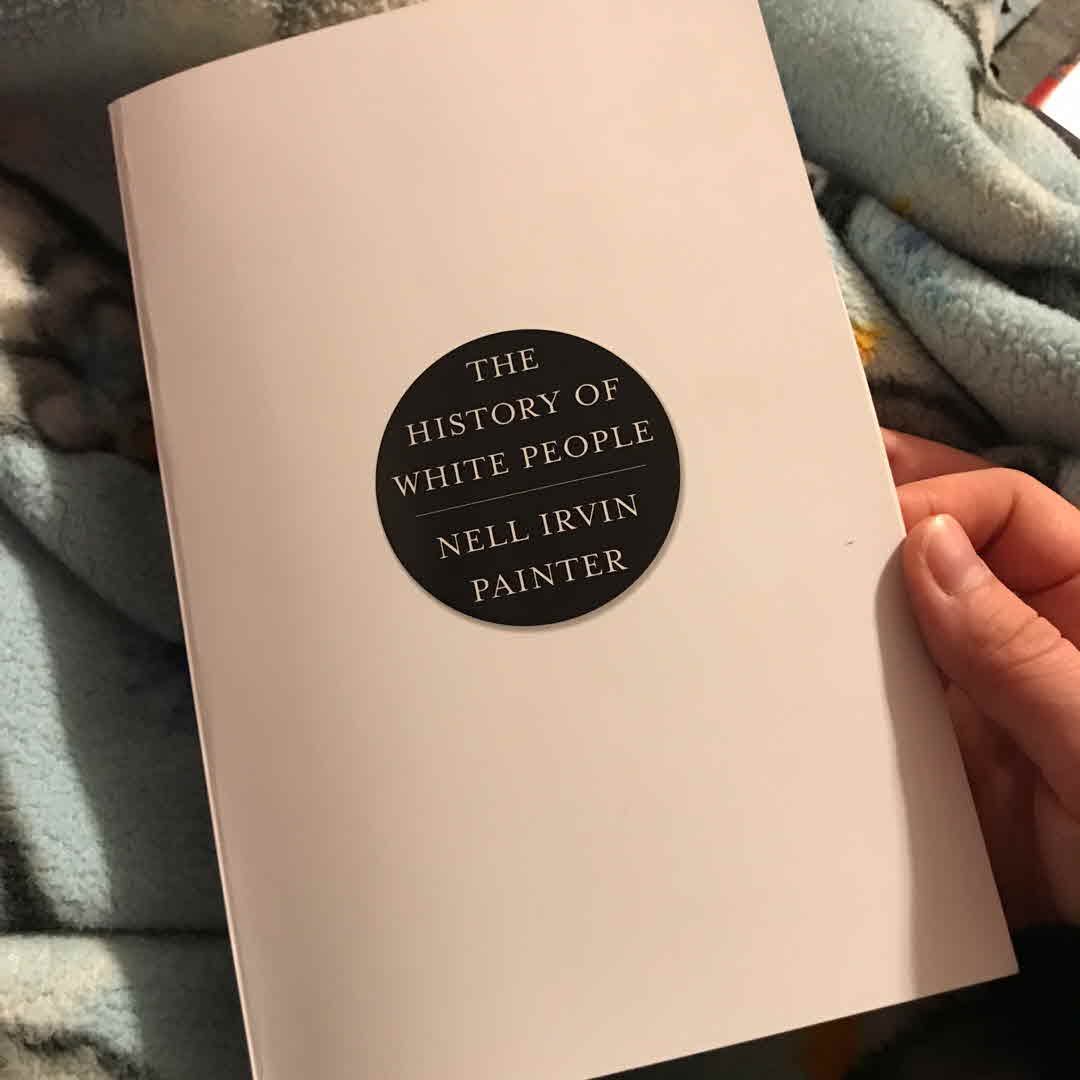 THE
HISTORY OF
WHITE PEOPLE
NELL IRVIN
PAINTER